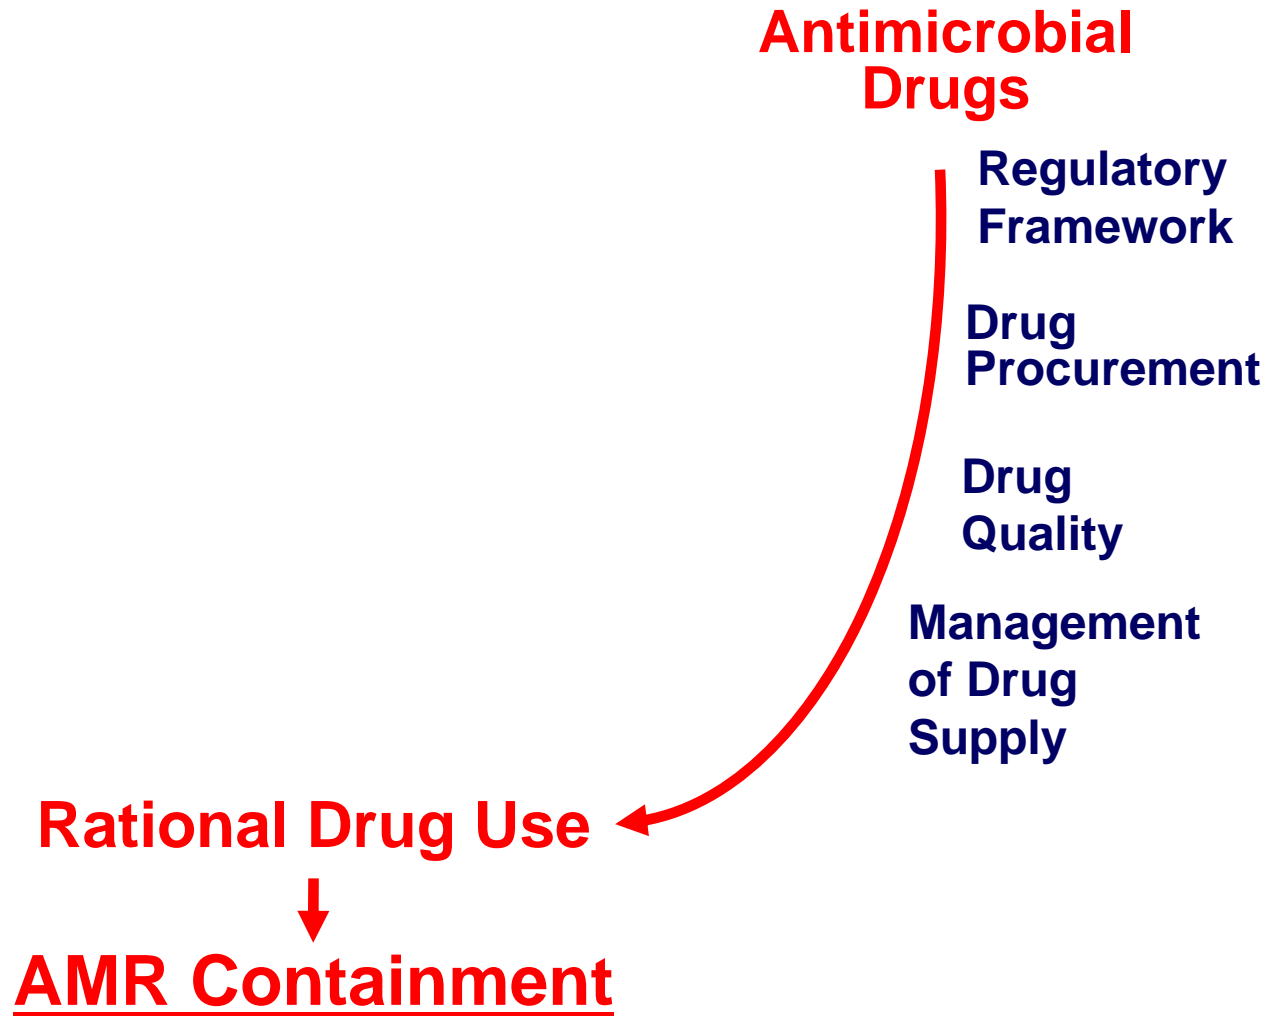 Antimicrobial
Drugs
Regulatory
Framework
Drug
Procurement
Drug
Quality
Management
of Drug
Supply
Rational Drug Use
AMR Containment